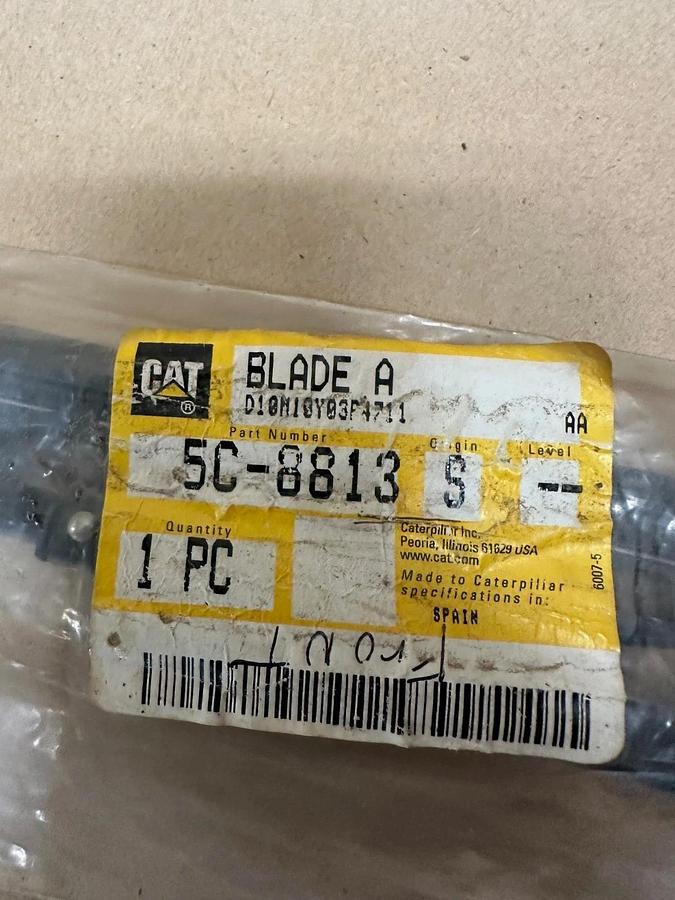 CAT®
BLADE A
D10M10Y03F4711
AA
Part Number
Origin
Level
5C-8813
S
--
Quantity
1 PC
Caterpillar Inc.
Peoria, Illinois 61629 USA
www.cat.com
Made to Caterpillar
specifications in:
SPAIN
6007-5